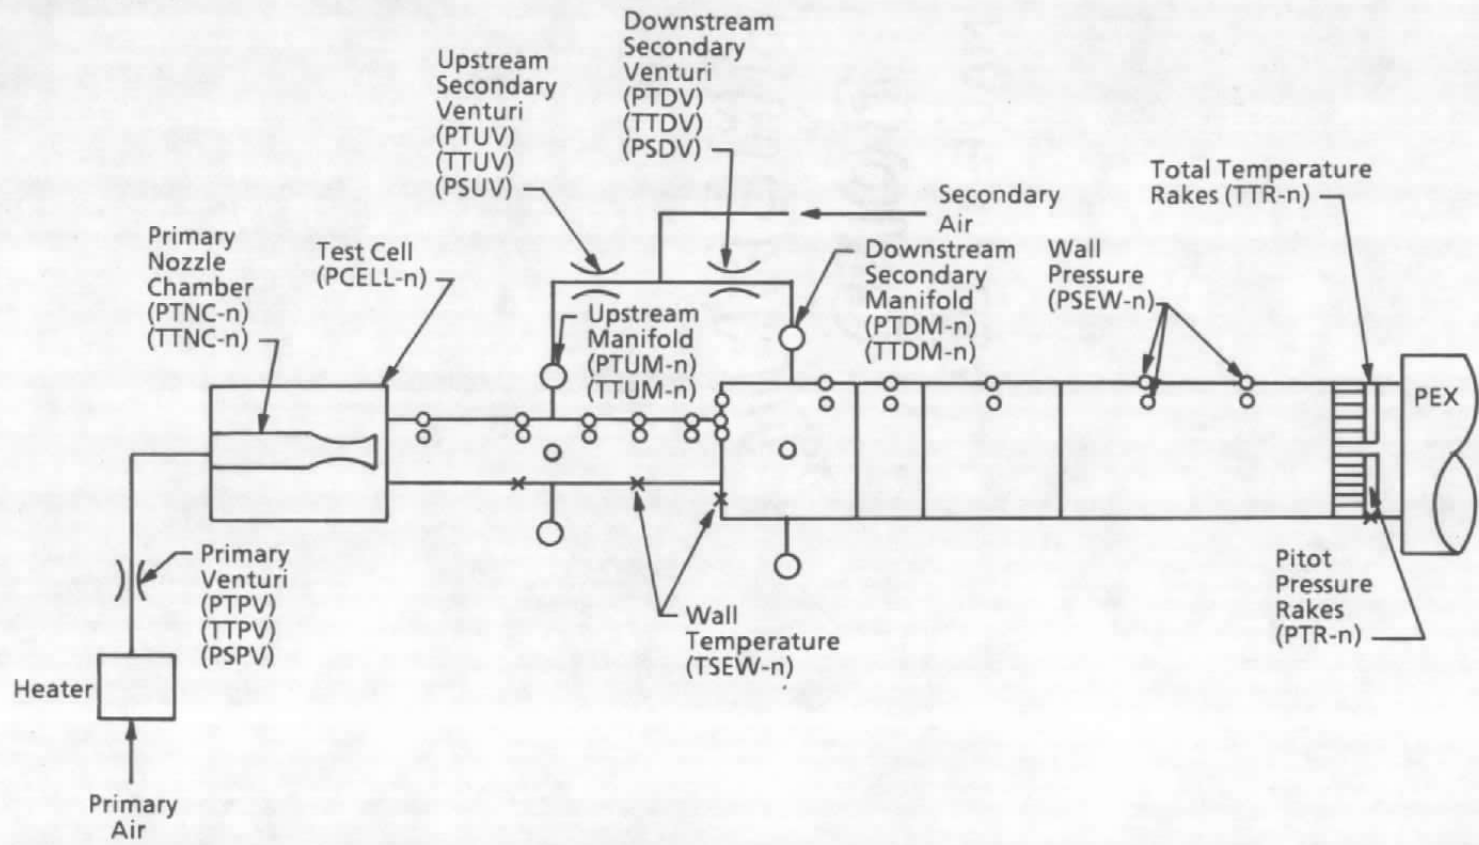 Downstream
Secondary
Venturi
(PTDV)
(TTDV)
(PSDV)
Upstream
Secondary
Venturi
(PTUV)
(TTUV)
(PSUV)
Total Temperature
Rakes (TTR-n)
Secondary
Air
Primary
Nozzle
Chamber
(PTNC-n)
(TTNC-n)
Test Cell
(PCELL-n)
Downstream
Secondary
Manifold
(PTDM-n)
(TTDM-n)
Wall
Pressure
(PSEW-n)
Upstream
Manifold
(PTUM-n)
(TTUM-n)
PEX
Primary
Venturi
(PTPV)
(TTPV)
(PSPV)
Wall
Temperature
(TSEW-n)
Pitot
Pressure
Rakes
(PTR-n)
Heater
Primary
Air